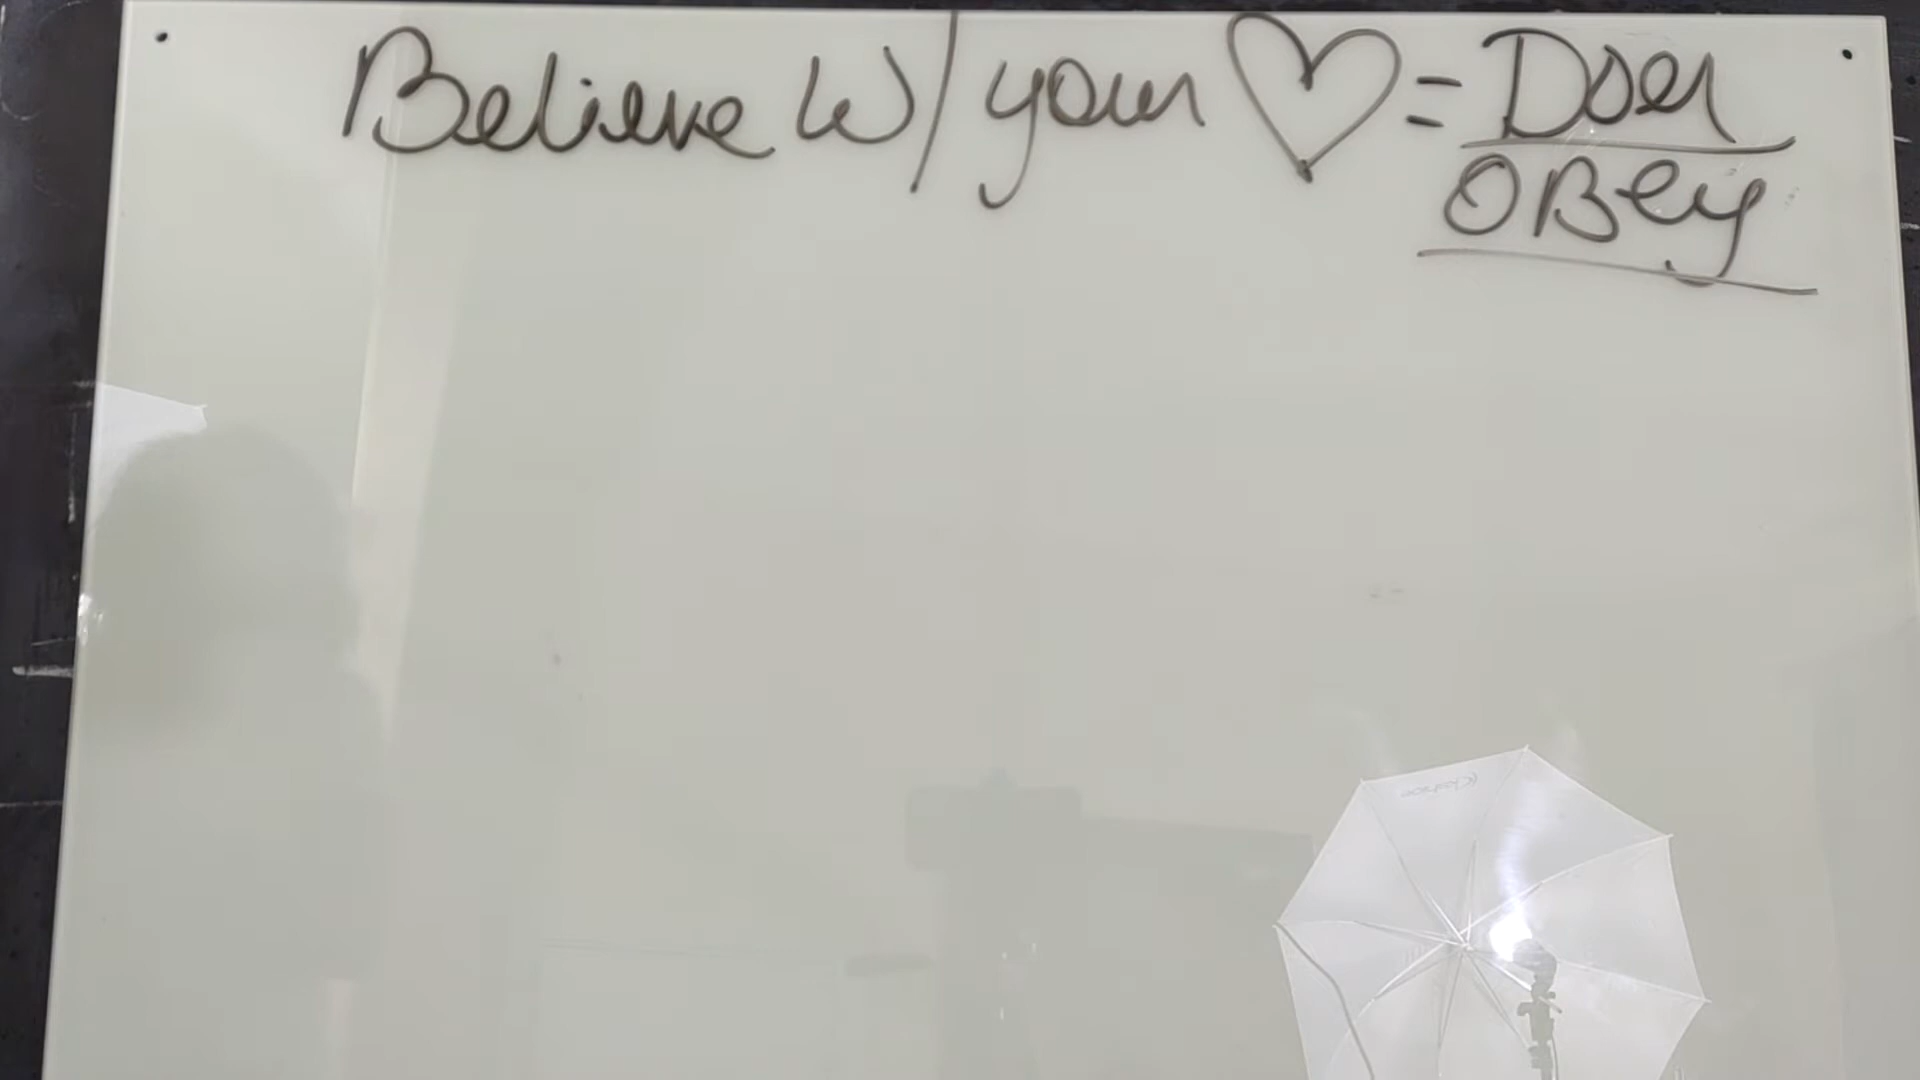 Believe w/ your ♡ = Doer
OBey